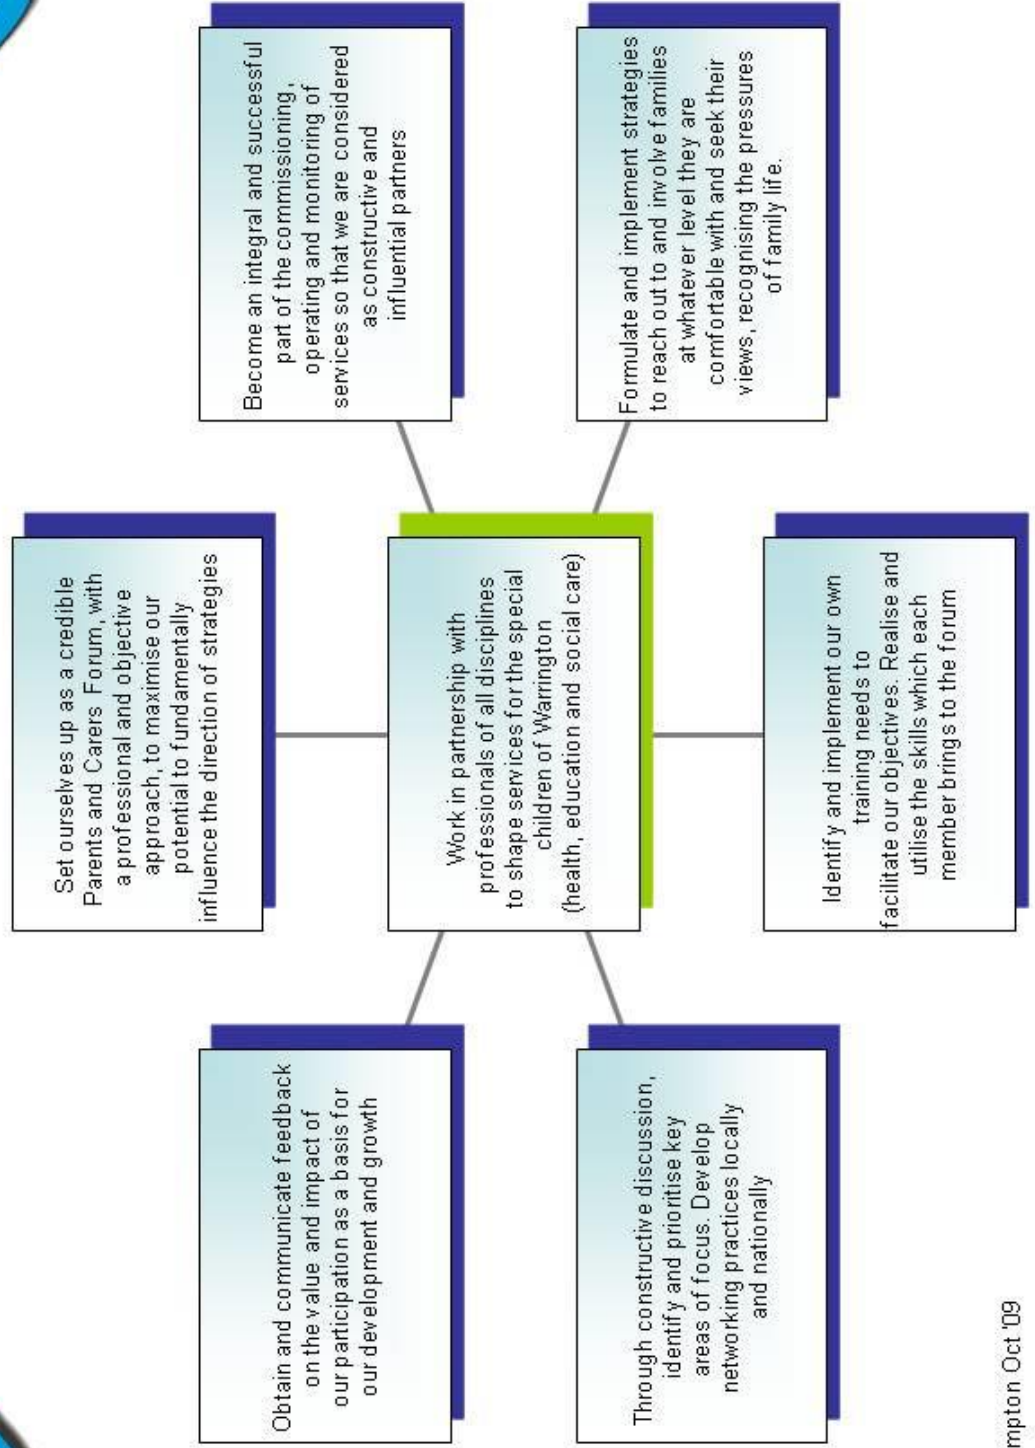 Set ourselves up as a credible
Parents and Carers Forum, with
a professional and objective
approach, to maximise our
potential to fundamentally
influence the direction of strategies
Obtain and communicate feedback
on the value and impact of
our participation as a basis for
our development and growth
Become an integral and successful
part of the commissioning,
operating and monitoring of
services so that we are considered
as constructive and
influential partners
Work in partnership with
professionals of all disciplines
to shape services for the special
children of Warrington
(health, education and social care)
Through constructive discussion,
identify and prioritise key
areas of focus. Develop
networking practices locally
and nationally
Formulate and implement strategies
to reach out to and involve families
at whatever level they are
comfortable with and seek their
views, recognising the pressures
of family life.
Identify and implement our own
training needs to
facilitate our objectives. Realise and
utilise the skills which each
member brings to the forum
Oct '09